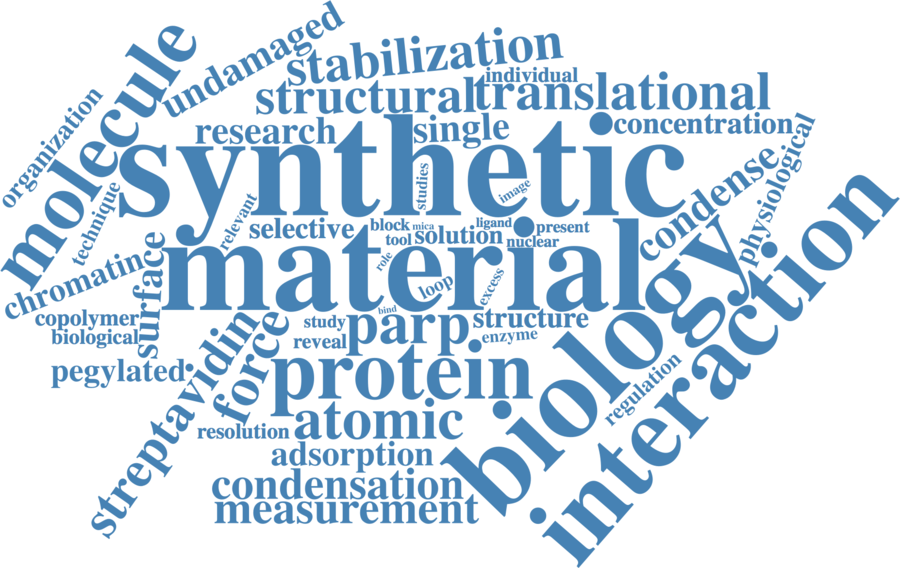 undamaged
stabilization
individual
molecule
organization
structural
translational
research
single
concentration
synthetic
physiological
condense
technique
studies
image
relevant
selective
block
mica
ligand
present
tool
solution
nuclear
chromatine
surface
material
role
loop
excess
biology
interaction
copolymer
biological
bind
study
parp
structure
reveal
enzyme
pegylated
streptavidin
force
protein
regulation
resolution
atomic
adsorption
condensation
measurement